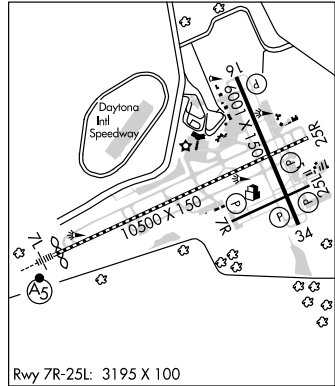 16
P
Daytona
Intl
Speedway
6001 X 150
25R
P
25L
P
P
10500 X 150
P
7R
34
7L
A5
Rwy 7R-25L: 3195 X 100